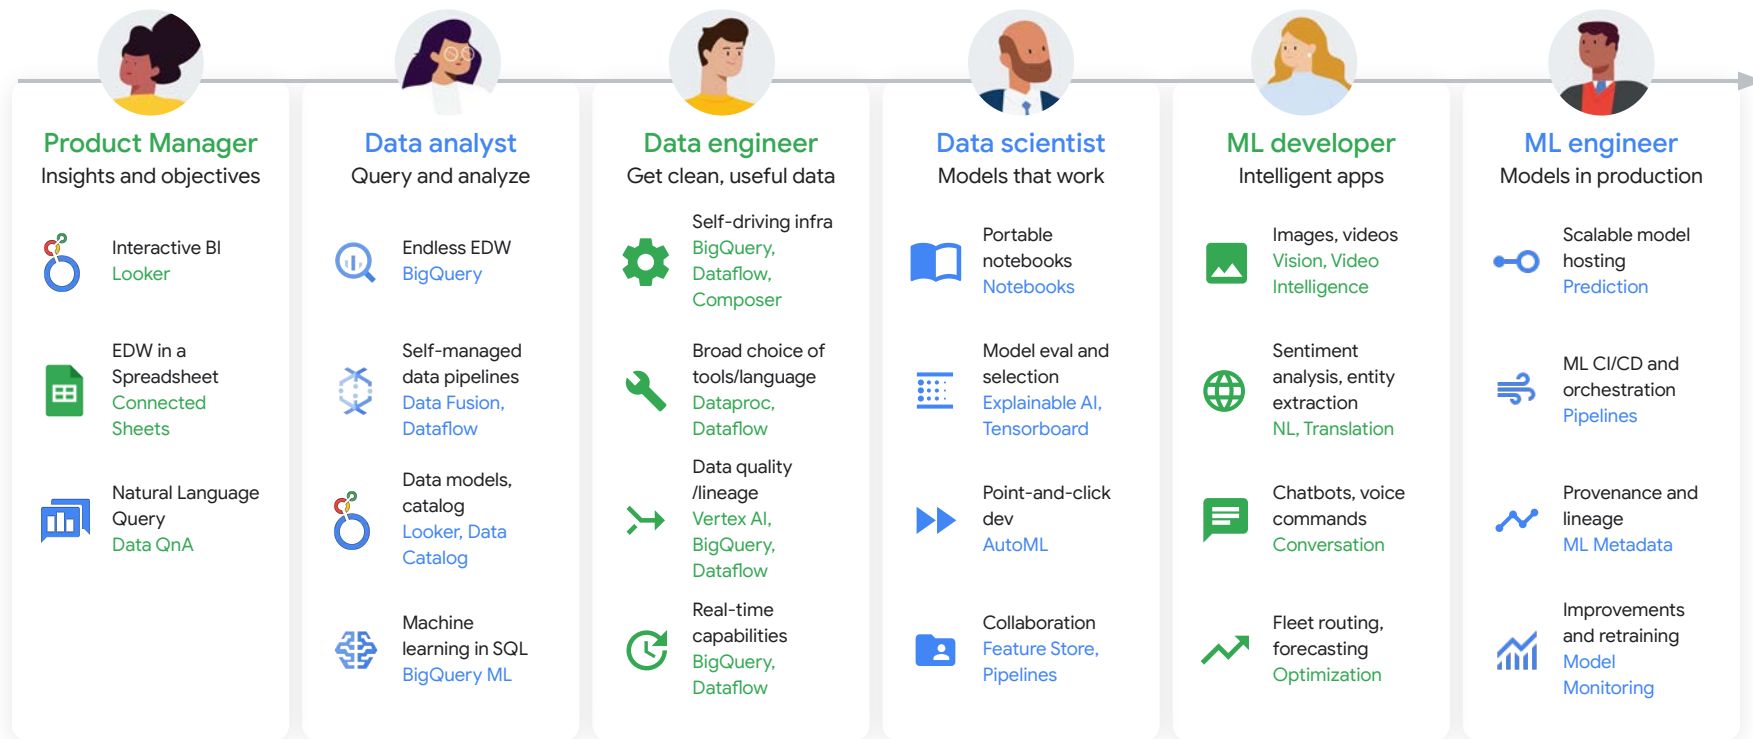 Product Manager
Insights and objectives
Interactive BI
Looker
EDW in a
Spreadsheet
Connected
Sheets
Natural Language
Query
Data QnA
Data analyst
Query and analyze
Endless EDW
BigQuery
Self-managed
data pipelines
Data Fusion,
Dataflow
Data models,
catalog
Looker, Data
Catalog
Machine
learning in SQL
BigQuery ML
Data engineer
Get clean, useful data
Self-driving infra
BigQuery,
Dataflow,
Composer
Broad choice of
tools/language
Dataproc,
Dataflow
Data quality
/lineage
Vertex AI,
BigQuery,
Dataflow
Real-time
capabilities
BigQuery,
Dataflow
Data scientist
Models that work
Portable
notebooks
Notebooks
Model eval and
selection
Explainable AI,
Tensorboard
Point-and-click
dev
AutoML
Collaboration
Feature Store,
Pipelines
ML developer
Intelligent apps
Images, videos
Vision, Video
Intelligence
Sentiment
analysis, entity
extraction
NL, Translation
Chatbots, voice
commands
Conversation
Fleet routing,
forecasting
Optimization
ML engineer
Models in production
Scalable model
hosting
Prediction
ML CI/CD and
orchestration
Pipelines
Provenance and
lineage
ML Metadata
Improvements
and retraining
Model
Monitoring